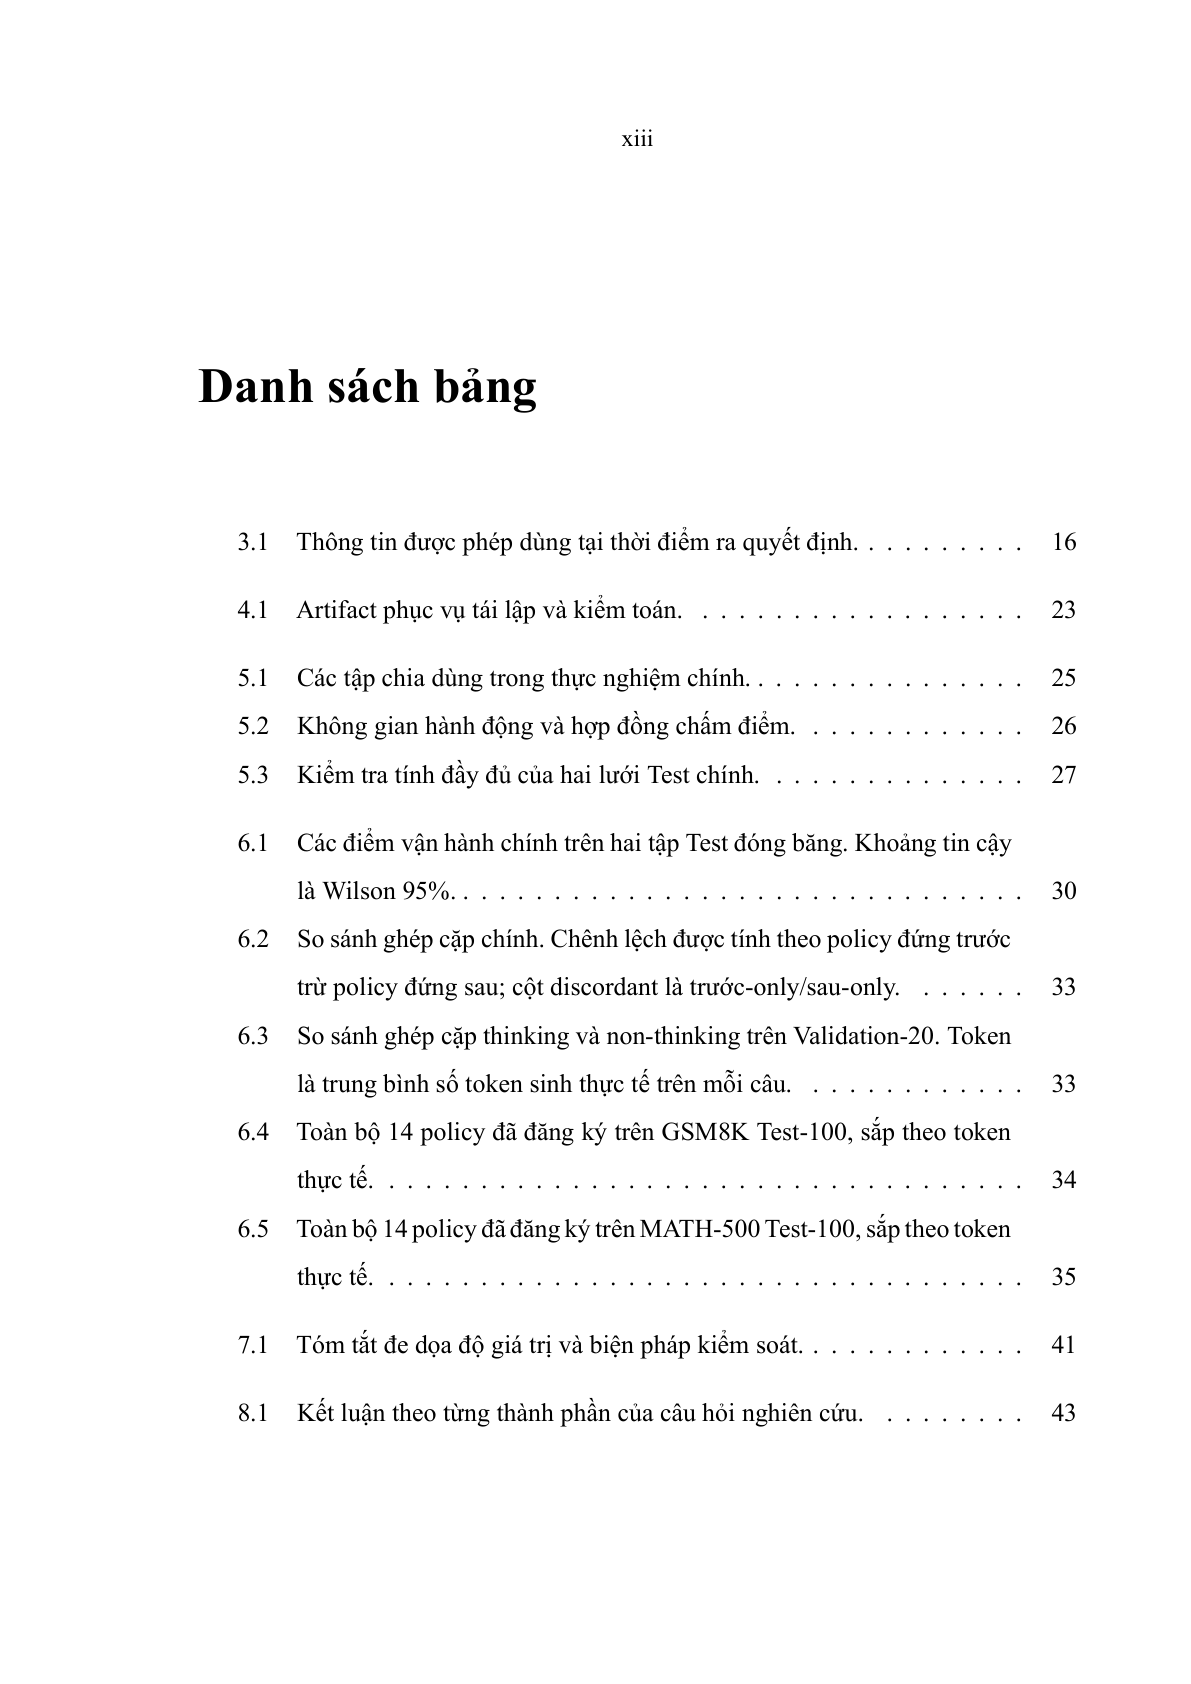 xiii
Danh sách bảng
3.1 Thông tin được phép dùng tại thời điểm ra quyết định. . . . . . . . . . 16
4.1 Artifact phục vụ tái lập và kiểm toán. . . . . . . . . . . . . . . . . . . 23
5.1 Các tập chia dùng trong thực nghiệm chính. . . . . . . . . . . . . . . . 25
5.2 Không gian hành động và hợp đồng chấm điểm. . . . . . . . . . . . . 26
5.3 Kiểm tra tính đầy đủ của hai lưới Test chính. . . . . . . . . . . . . . . 27
6.1 Các điểm vận hành chính trên hai tập Test đóng băng. Khoảng tin cậy
là Wilson 95%. . . . . . . . . . . . . . . . . . . . . . . . . . . . . . . . 30
6.2 So sánh ghép cặp chính. Chênh lệch được tính theo policy đứng trước
trừ policy đứng sau; cột discordant là trước-only/sau-only. . . . . . . 33
6.3 So sánh ghép cặp thinking và non-thinking trên Validation-20. Token
là trung bình số token sinh thực tế trên mỗi câu. . . . . . . . . . . . . 33
6.4 Toàn bộ 14 policy đã đăng ký trên GSM8K Test-100, sắp theo token
thực tế. . . . . . . . . . . . . . . . . . . . . . . . . . . . . . . . . . . . 34
6.5 Toàn bộ 14 policy đã đăng ký trên MATH-500 Test-100, sắp theo token
thực tế. . . . . . . . . . . . . . . . . . . . . . . . . . . . . . . . . . . . 35
7.1 Tóm tắt đe dọa độ giá trị và biện pháp kiểm soát. . . . . . . . . . . . . 41
8.1 Kết luận theo từng thành phần của câu hỏi nghiên cứu. . . . . . . . . 43